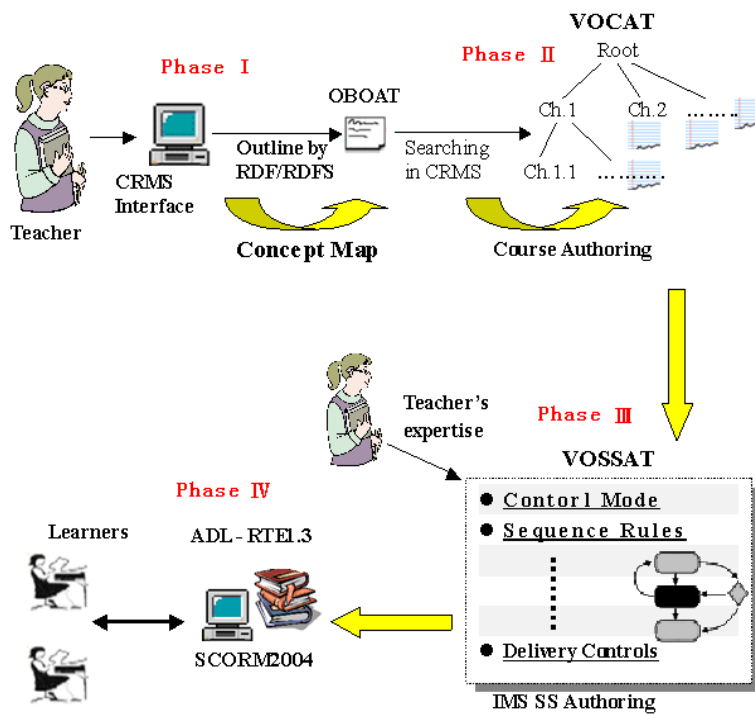 VOCAT
Phase I
Phase II
Root
OBOAT
Ch.1
Ch.2
........
Outline by
RDF/RDFS
Searching
in CRMS
Ch.1.1
.........
CRMS
Interface
Teacher
Concept Map
Course Authoring
Teacher's
expertise
Phase III
VOSSAT
Phase IV
● Contorl Mode
Learners
ADL - RTE1.3
● Sequence Rules
SCORM2004
● Delivery Controls
IMS SS Authoring